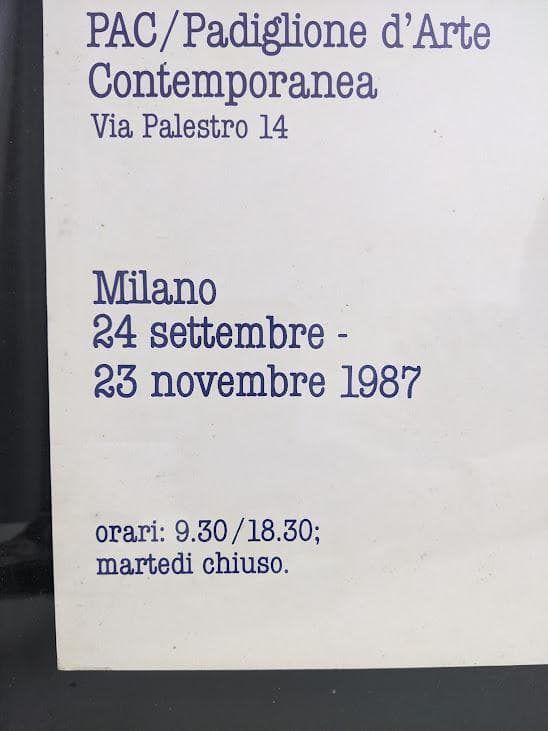 PAC/Padiglione d'Arte
Contemporanea
Via Palestro 14
Milano
24 settembre -
23 novembre 1987
orari: 9.30/18.30;
martedi chiuso.